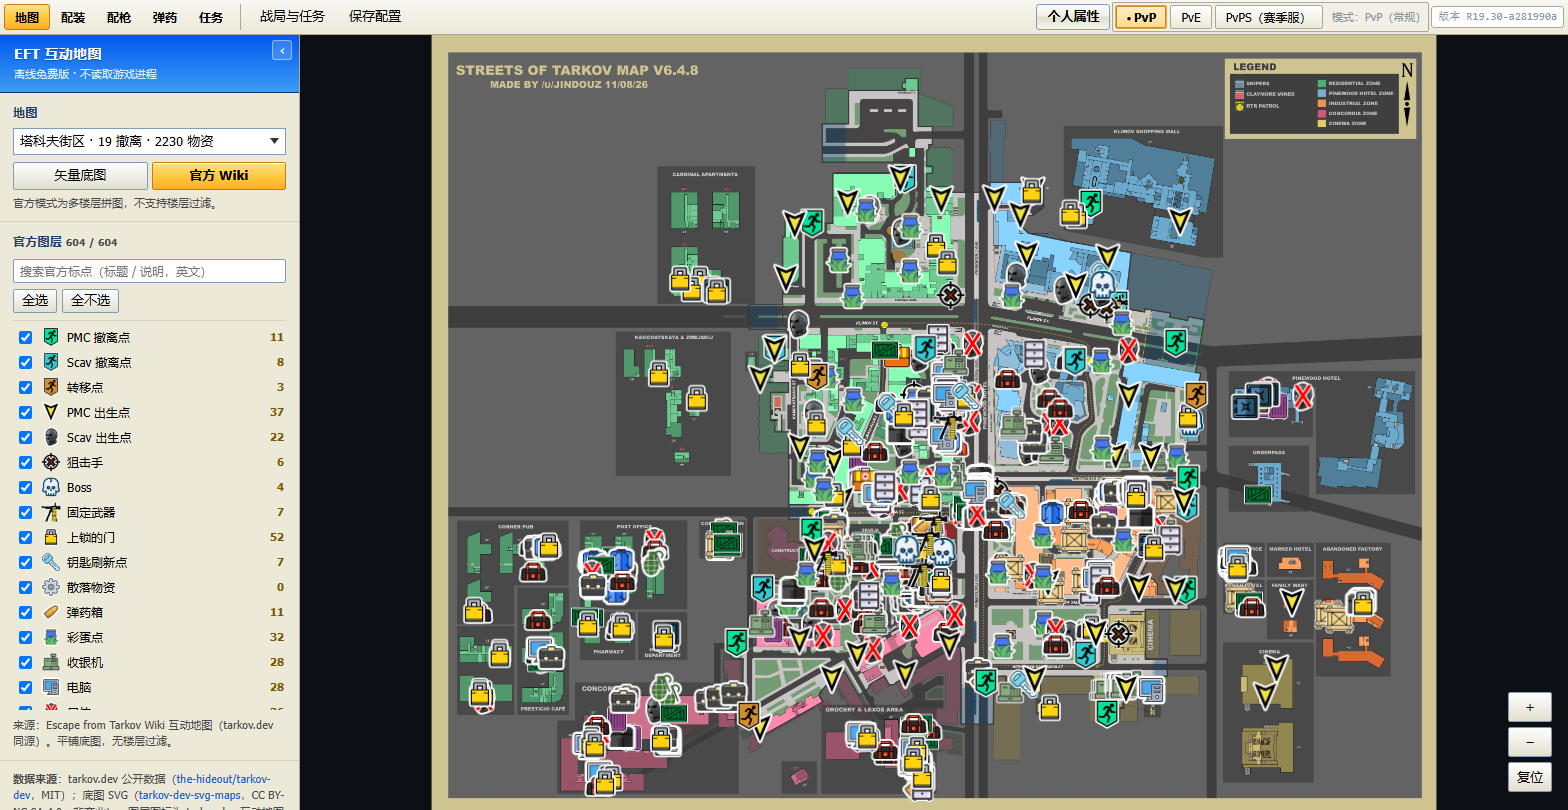 地图 配装 配枪 弹药 任务 战局与任务 保存配置 个人属性 • PvP PvE PvPS（赛季服） 模式：PvP（常规） 版本 R19.30-a281990a
EFT 互动地图
离线免费版 · 不读取游戏进程
‹
地图
塔科夫街区 · 19 撤离 · 2230 物资
矢量底图 官方 Wiki
官方模式为多楼层拼图，不支持楼层过滤。
官方图层 604 / 604
搜索官方标点（标题 / 说明，英文）
全选 全不选
PMC 撤离点 11
Scav 撤离点 8
转移点 3
PMC 出生点 37
Scav 出生点 22
狙击手 6
Boss 4
固定武器 7
上锁的门 52
钥匙刷新点 7
散落物资 0
弹药箱 11
彩蛋点 32
收银机 28
电脑 28
来源：Escape from Tarkov Wiki 互动地图（tarkov.dev
同源）。平铺底图，无楼层过滤。
数据来源：tarkov.dev 公开数据（the-hideout/tarkov-
dev，MIT）；底图 SVG（tarkov-dev-svg-maps，CC BY-
STREETS OF TARKOV MAP V6.4.8
MADE BY /u/JINDOUZ 11/08/26
LEGEND
N
SNIPERS
CLAYMORE MINES
BTR PATROL
RESIDENTIAL ZONE
PINEWOOD HOTEL ZONE
INDUSTRIAL ZONE
CONCORDIA ZONE
CINEMA ZONE
KLIMOV SHOPPING MALL
CARDINAL APARTMENTS
KLIMOV ST.
KAMCHATSKAYA & ZMEJSKIJ
PINEWOOD HOTEL
UNDERPASS
CORNER PUB
POST OFFICE
MARKED HOTEL
ABANDONED FACTORY
FAMILY MART
PHARMACY
DEPARTMENT
CINEMA
CINEMA
PRESTIGIO CAFÉ
GROCERY & LEXOS AREA
+
−
复位